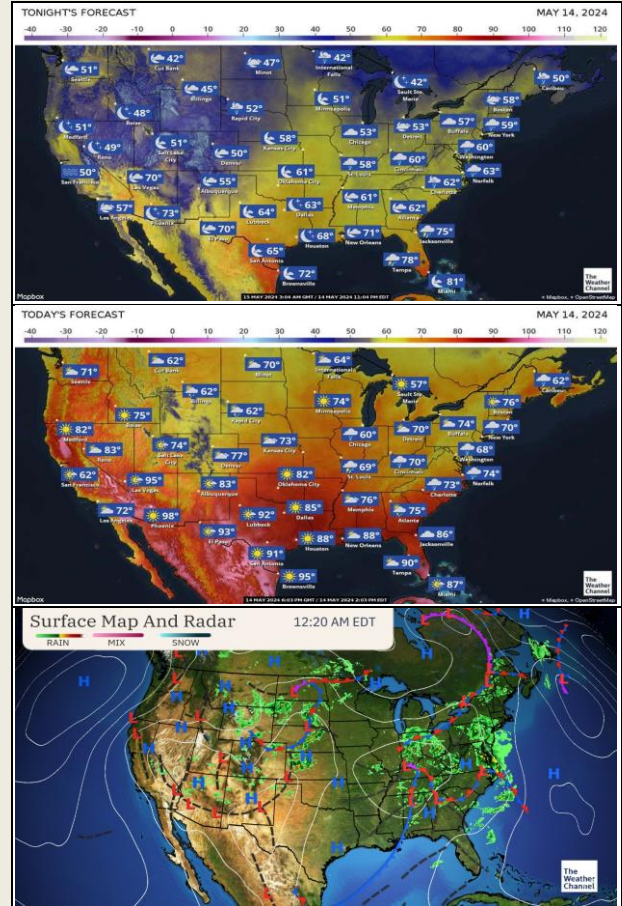 TONIGHT'S FORECAST MAY 14, 2024
-40 -30 -20 -10 0 10 20 30 40 50 60 70 80 90 100 110 120
51° Seattle
42° Cut Bank
47° Minot
42° International Falls
42° Sault Ste. Marie
50° Caribou
45° Billings
52° Rapid City
51° Minneapolis
58° Boston
48° Boise
57° Buffalo
59° New York
51° Medford
53° Chicago
53° Detroit
49° Reno
51° Salt Lake City
50° Denver
58° Kansas City
58° St. Louis
60° Cincinnati
60° Washington
50° San Francisco
63° Norfolk
70° Las Vegas
55° Albuquerque
61° Oklahoma City
61° Memphis
62° Charlotte
57° Los Angeles
73° Phoenix
64° Lubbock
63° Dallas
62° Atlanta
70° El Paso
68° Houston
71° New Orleans
75° Jacksonville
65° San Antonio
78° Tampa
72° Brownsville
81° Miami
The Weather Channel
Mapbox 15 MAY 2024 3:04 AM GMT / 14 MAY 2024 11:04 PM EDT © Mapbox, © OpenStreetMap
TODAY'S FORECAST MAY 14, 2024
-40 -30 -20 -10 0 10 20 30 40 50 60 70 80 90 100 110 120
71° Seattle
62° Cut Bank
70° Minot
64° International Falls
57° Sault Ste. Marie
62° Caribou
62° Billings
62° Rapid City
74° Minneapolis
76° Boston
75° Boise
74° Buffalo
70° New York
82° Medford
60° Chicago
70° Detroit
83° Reno
74° Salt Lake City
77° Denver
73° Kansas City
69° St. Louis
70° Cincinnati
68° Washington
62° San Francisco
74° Norfolk
95° Las Vegas
83° Albuquerque
82° Oklahoma City
76° Memphis
73° Charlotte
72° Los Angeles
98° Phoenix
92° Lubbock
85° Dallas
75° Atlanta
93° El Paso
88° Houston
88° New Orleans
86° Jacksonville
91° San Antonio
90° Tampa
95° Brownsville
87° Miami
The Weather Channel
Mapbox 14 MAY 2024 6:03 PM GMT / 14 MAY 2024 2:03 PM EDT © Mapbox, © OpenStreetMap
Surface Map And Radar 12:20 AM EDT
RAIN MIX SNOW
The Weather Channel